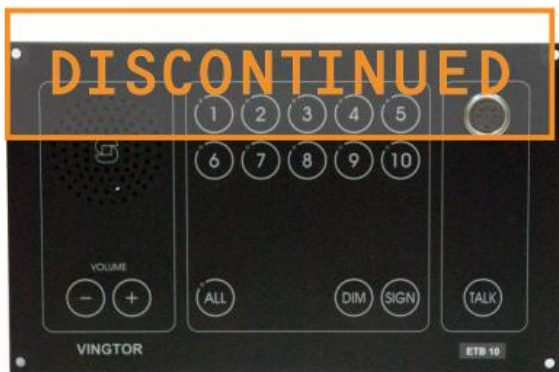 DISCONTINUED
1 2 3 4 5
6 7 8 9 10
VOLUME
- +
ALL DIM SIGN TALK
VINGTOR ETB 10